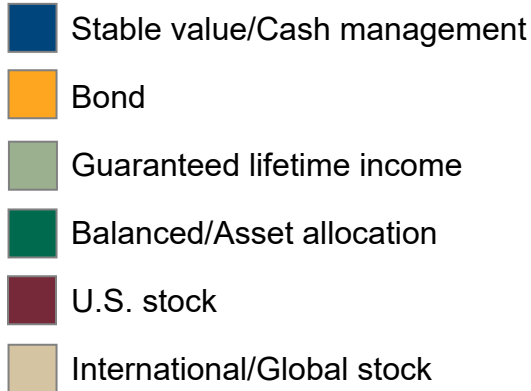 Stable value/Cash management
Bond
Guaranteed lifetime income
Balanced/Asset allocation
U.S. stock
International/Global stock